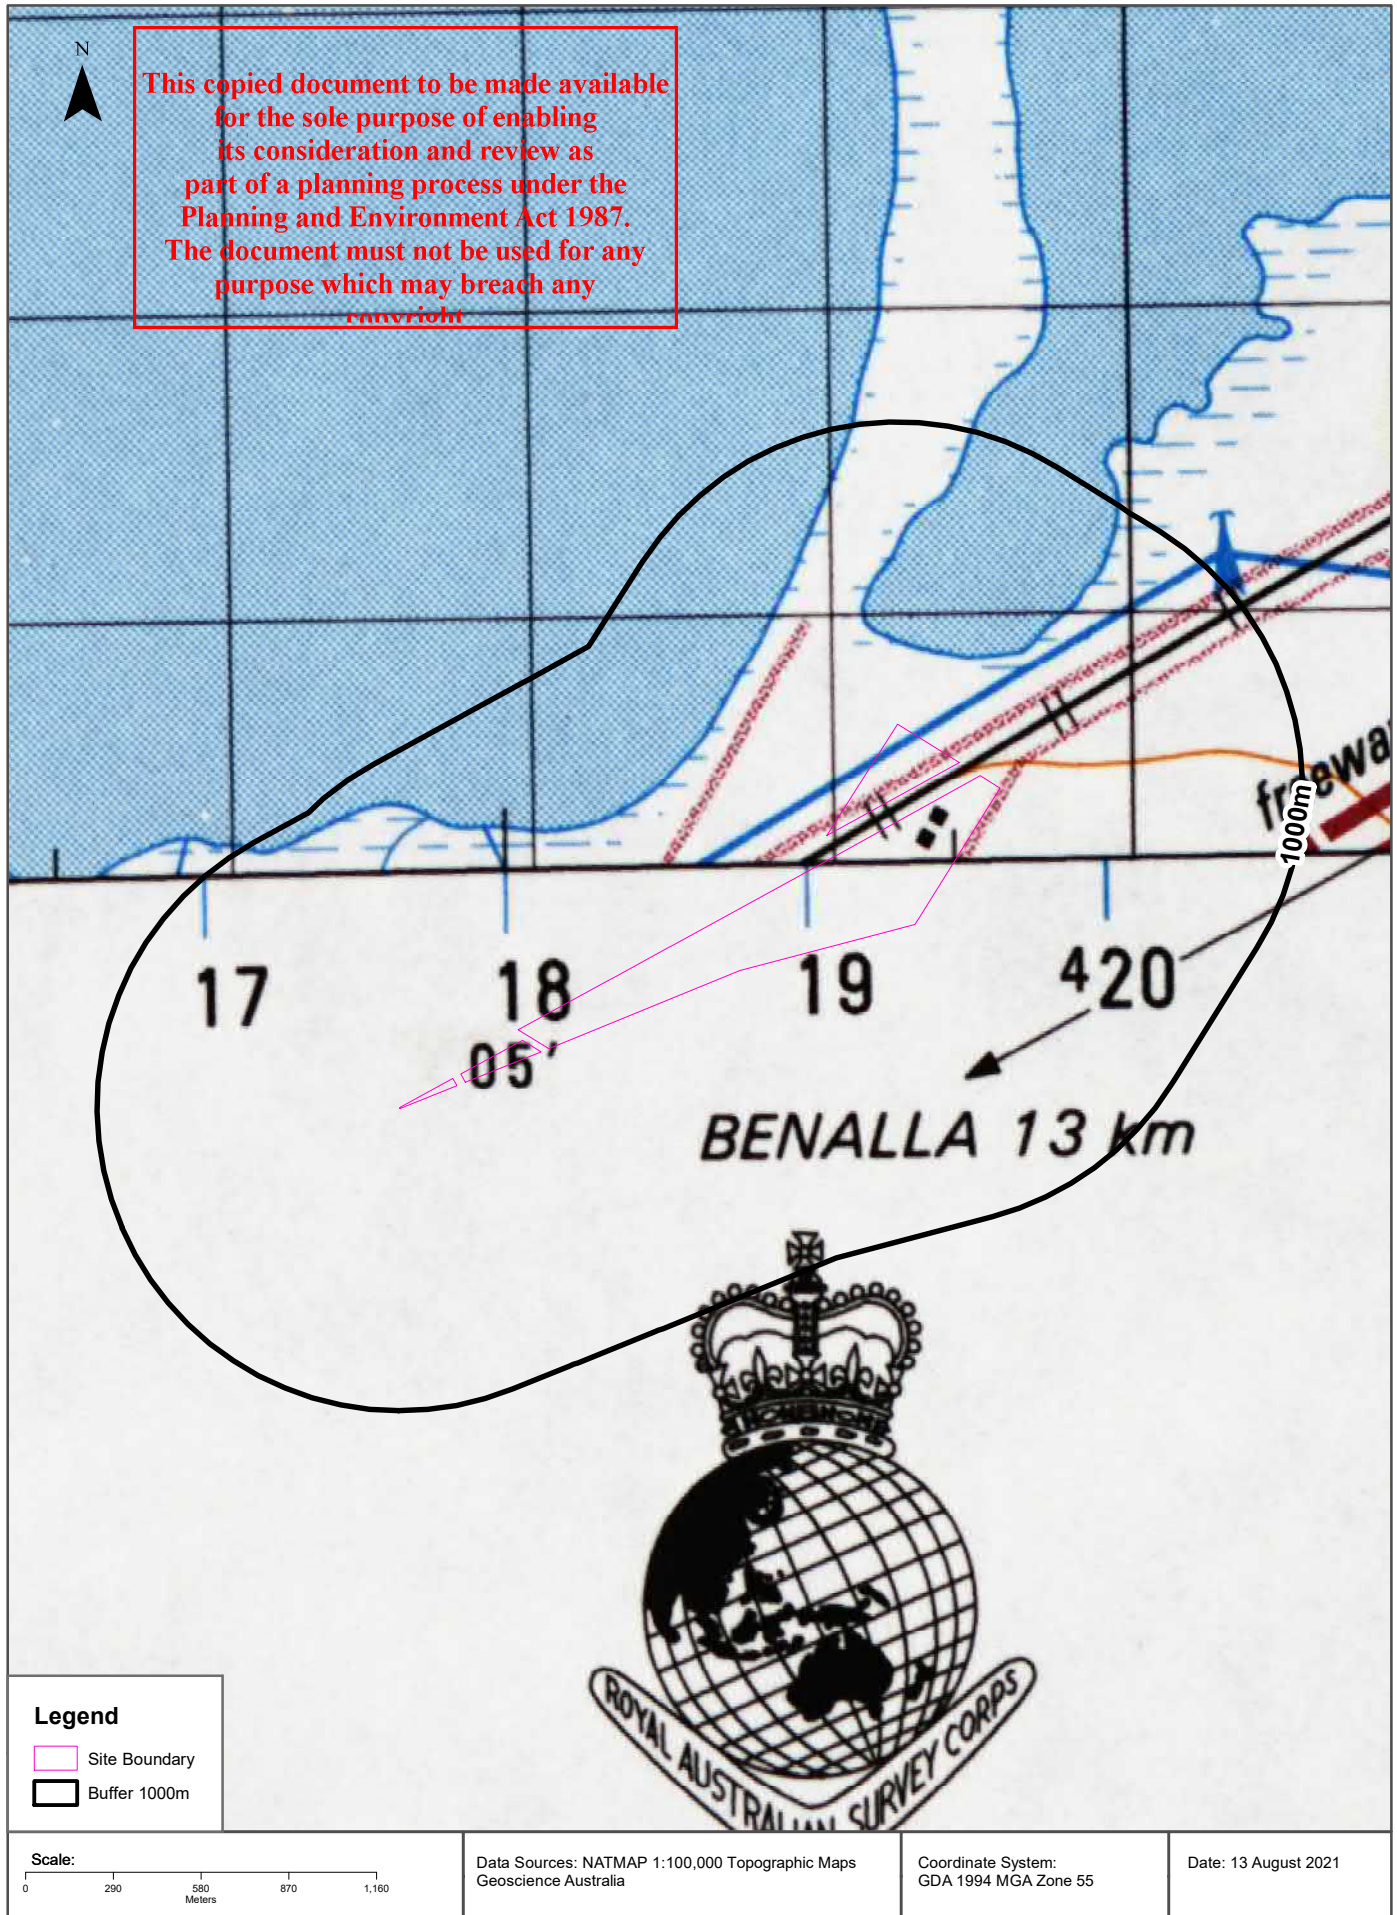 N
This copied document to be made available
for the sole purpose of enabling
its consideration and review as
part of a planning process under the
Planning and Environment Act 1987.
The document must not be used for any
purpose which may breach any
copyright
1000m
17
18
19
420
05'
BENALLA 13 km
ROYAL AUSTRALIAN SURVEY CORPS
Legend
Site Boundary
Buffer 1000m
Scale:
0 290 580 870 1,160
Meters
Data Sources: NATMAP 1:100,000 Topographic Maps
Geoscience Australia
Coordinate System:
GDA 1994 MGA Zone 55
Date: 13 August 2021